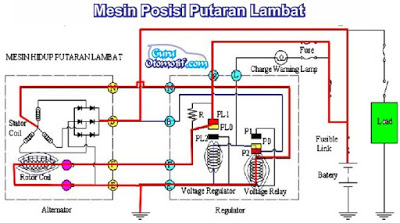 Mesin Posisi Putaran Lambat
MESIN HIDUP PUTARAN LAMBAT
Guru
Otomotif.com
Fuse
Charge Warning Lamp
Stator
Coil
R
PL1
PL0
PL2
P1
P0
P2
Load
Fusible
Link
Rotor Coil
Voltage Regulator
Voltage Relay
Batery
Alternator
Regulator